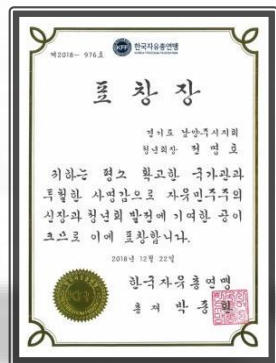 제2018- 976호
KFF 한국자유총연맹
표 창 장
경기도 남양주시지회
청년회장 전명호
귀하는 평소 확고한 국가관과
투철한 사명감으로 자유민주주의
신장과 청년회 발전에 기여한 공이
크므로 이에 표창합니다.
2018년 12월 22일
한국자유총연맹
총재 박종환